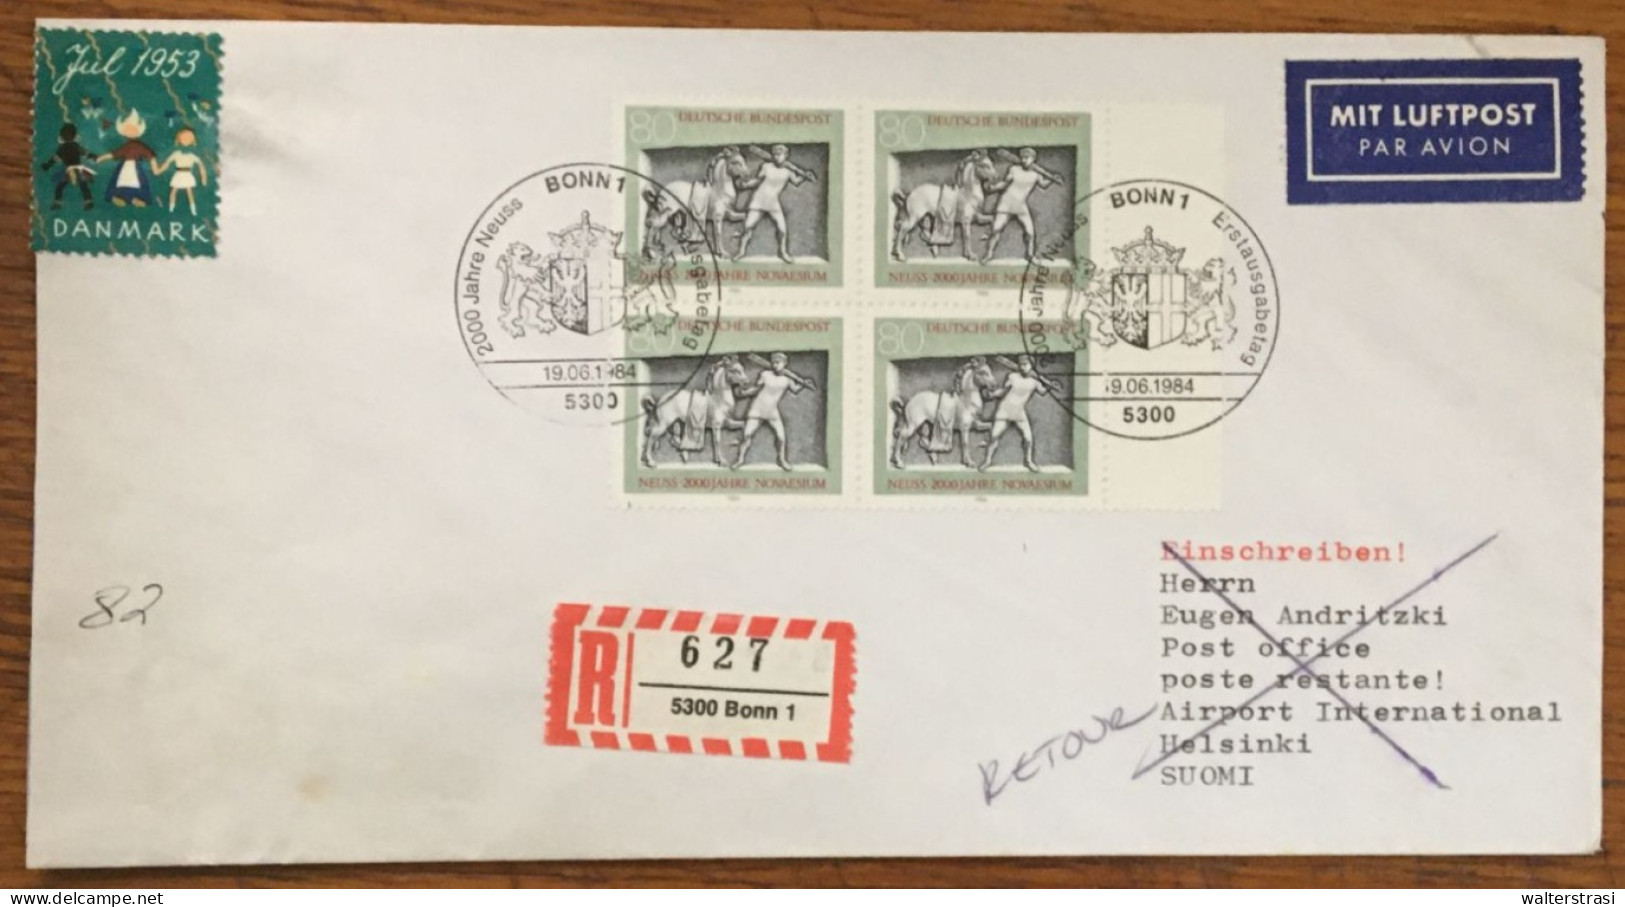 Jul 1953
DANMARK
MIT LUFTPOST
PAR AVION
80 DEUTSCHE BUNDESPOST
NEUSS·2000 JAHRE NOVAESIUM
80 DEUTSCHE BUNDESPOST
NEUSS·2000 JAHRE NOVAESIUM
80 DEUTSCHE BUNDESPOST
NEUSS·2000 JAHRE NOVAESIUM
80 DEUTSCHE BUNDESPOST
NEUSS·2000 JAHRE NOVAESIUM
2000 Jahre Neuss BONN 1 Erstausgabetag
19.06.1984
5300
2000 Jahre Neuss BONN 1 Erstausgabetag
19.06.1984
5300
82
R 627
5300 Bonn 1
RETOUR
Einschreiben!
Herrn
Eugen Andritzki
Post office
poste restante!
Airport International
Helsinki
SUOMI
delcampe.net
walterstrasi